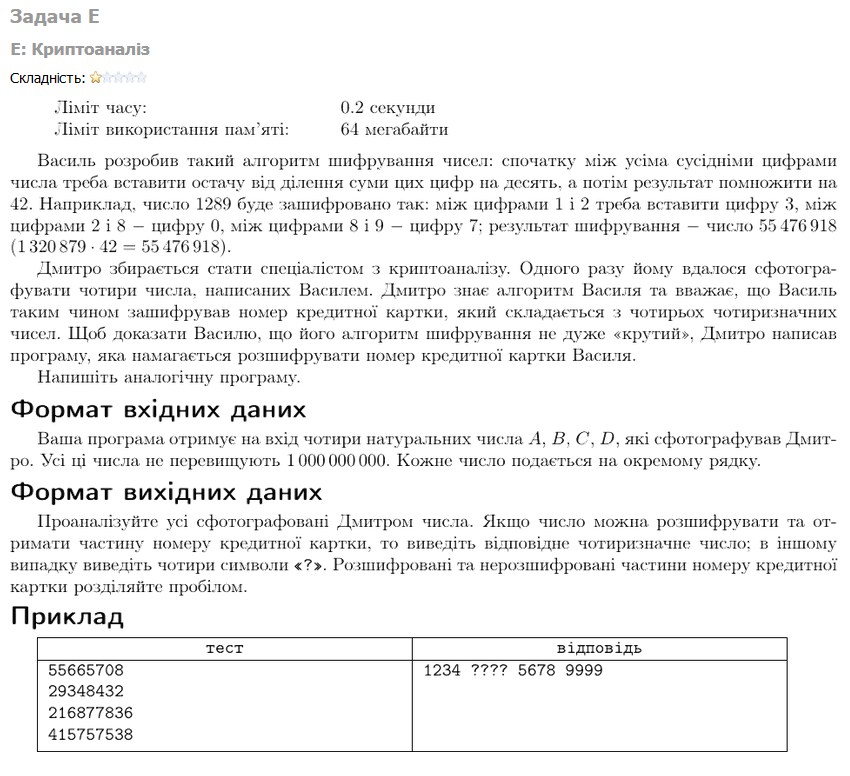 Задача E
E: Криптоаналіз
Складність:
Ліміт часу: 0.2 секунди
Ліміт використання пам'яті: 64 мегабайти
Василь розробив такий алгоритм шифрування чисел: спочатку між усіма сусідніми цифрами
числа треба вставити остачу від ділення суми цих цифр на десять, а потім результат помножити на
42. Наприклад, число 1289 буде зашифровано так: між цифрами 1 і 2 треба вставити цифру 3, між
цифрами 2 і 8 − цифру 0, між цифрами 8 і 9 − цифру 7; результат шифрування − число 55 476 918
(1 320 879 · 42 = 55 476 918).
Дмитро збирається стати спеціалістом з криптоаналізу. Одного разу йому вдалося сфотогра-
фувати чотири числа, написаних Василем. Дмитро знає алгоритм Василя та вважає, що Василь
таким чином зашифрував номер кредитної картки, який складається з чотирьох чотиризначних
чисел. Щоб доказати Василю, що його алгоритм шифрування не дуже «крутий», Дмитро написав
програму, яка намагається розшифрувати номер кредитної картки Василя.
Напишіть аналогічну програму.
Формат вхідних даних
Ваша програма отримує на вхід чотири натуральних числа A, B, C, D, які сфотографував Дмит-
ро. Усі ці числа не перевищують 1 000 000 000. Кожне число подається на окремому рядку.
Формат вихідних даних
Проаналізуйте усі сфотографовані Дмитром числа. Якщо число можна розшифрувати та от-
римати частину номеру кредитної картки, то виведіть відповідне чотиризначне число; в іншому
випадку виведіть чотири символи «?». Розшифровані та нерозшифровані частини номеру кредитної
картки розділяйте пробілом.
Приклад
тест відповідь
55665708 1234 ???? 5678 9999
29348432
216877836
415757538